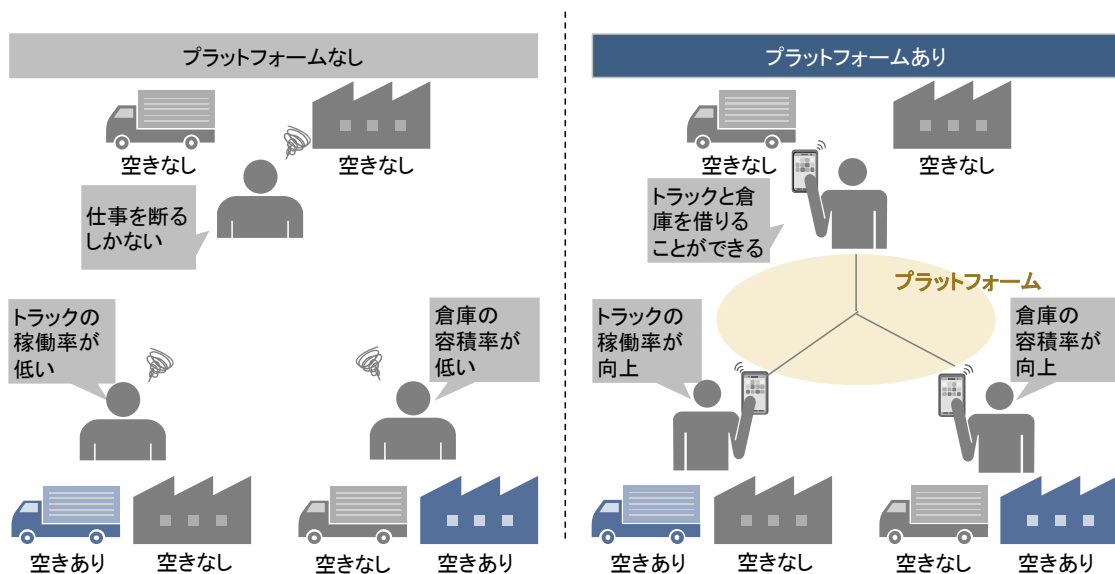 プラットフォームなし
空きなし
空きなし
仕事を断る
しかない
トラックの
稼働率が
低い
倉庫の
容積率が
低い
空きあり
空きなし
空きなし
空きあり
プラットフォームあり
空きなし
空きなし
トラックと倉
庫を借りる
ことができる
プラットフォーム
トラックの
稼働率が
向上
倉庫の
容積率が
向上
空きあり
空きなし
空きなし
空きあり